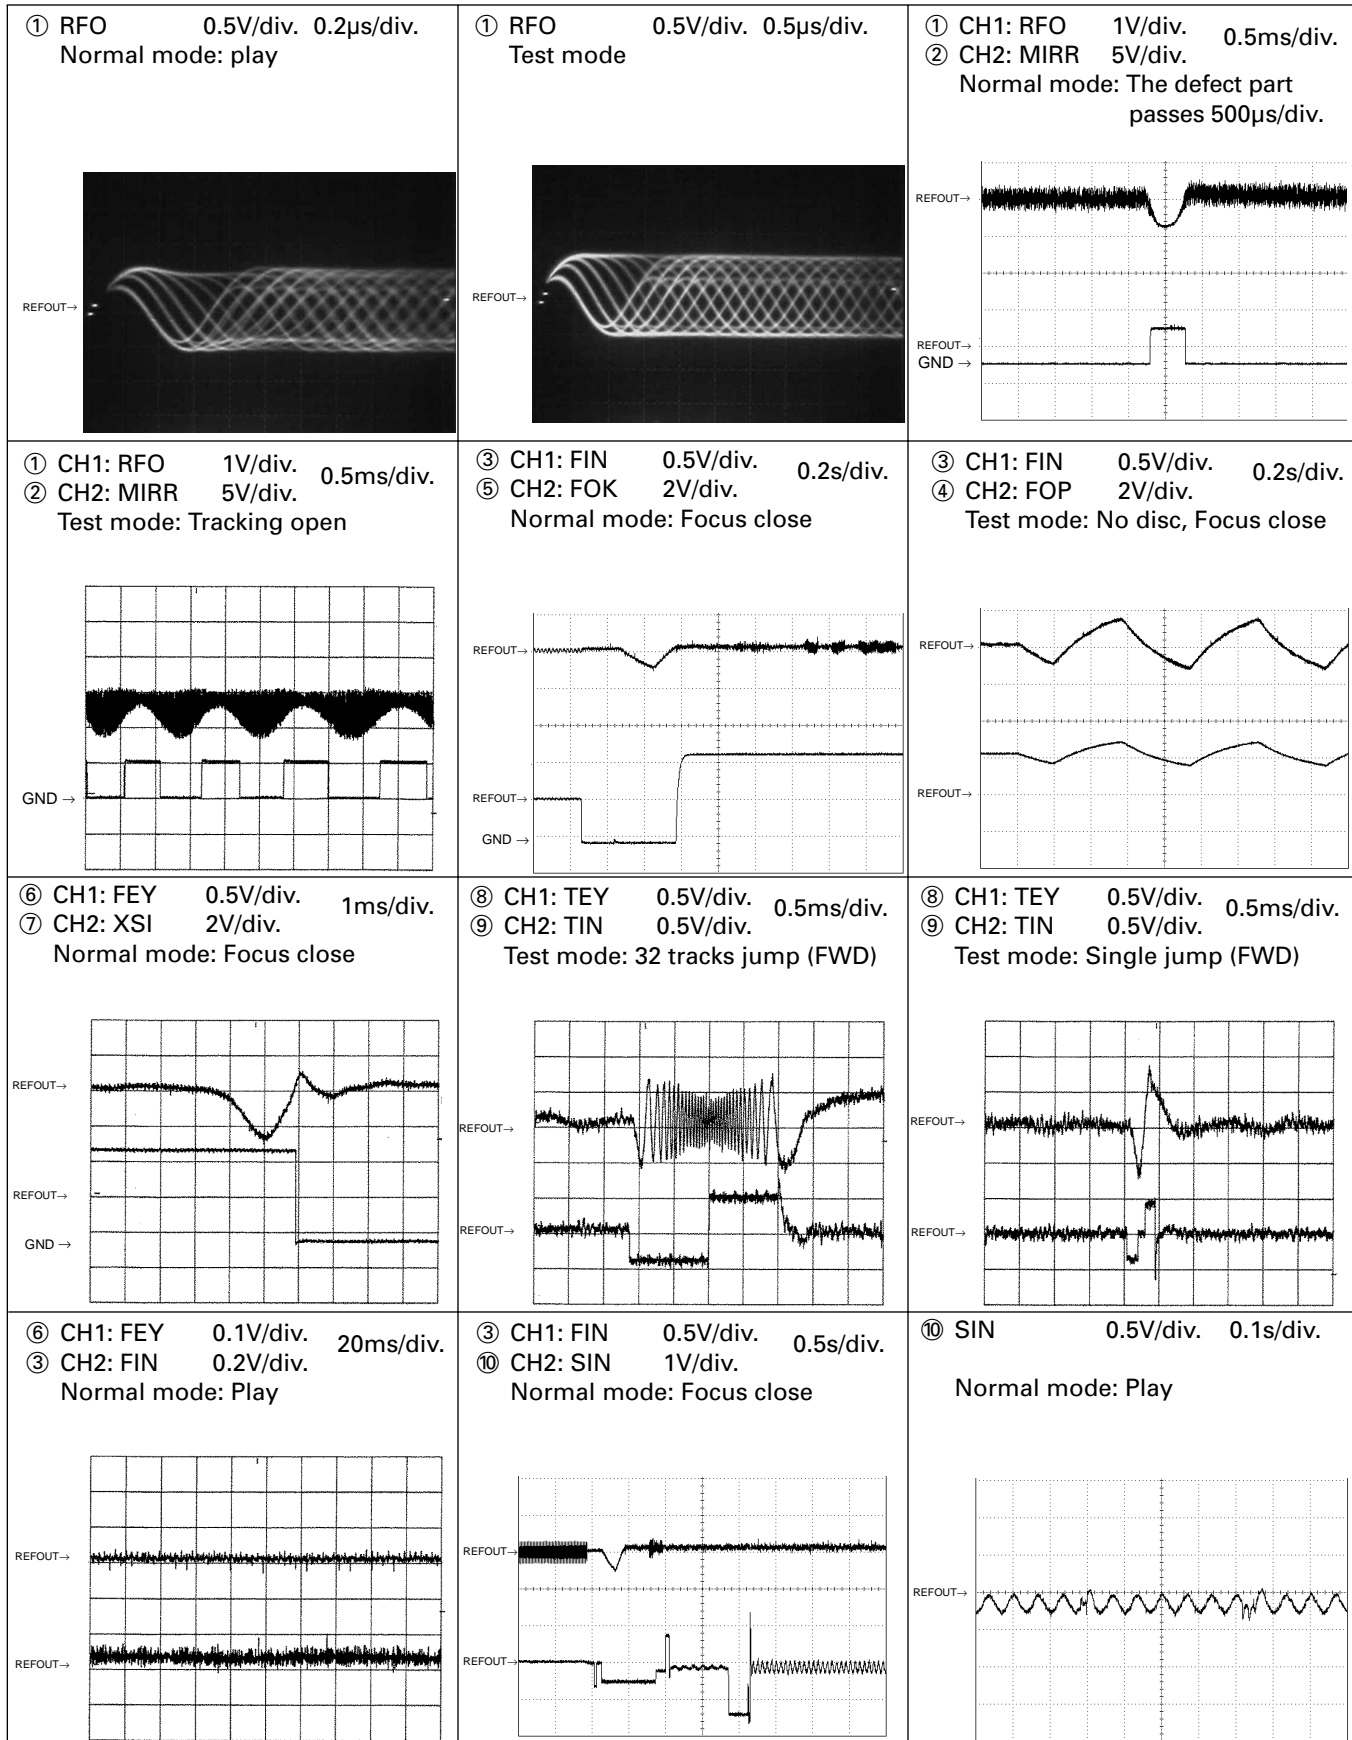 ① RFO 0.5V/div. 0.2µs/div.
Normal mode: play
REFOUT→
① RFO 0.5V/div. 0.5µs/div.
Test mode
REFOUT→
① CH1: RFO 1V/div. 0.5ms/div.
② CH2: MIRR 5V/div.
Normal mode: The defect part
passes 500µs/div.
REFOUT→
REFOUT→
GND →
① CH1: RFO 1V/div. 0.5ms/div.
② CH2: MIRR 5V/div.
Test mode: Tracking open
GND →
③ CH1: FIN 0.5V/div. 0.2s/div.
⑤ CH2: FOK 2V/div.
Normal mode: Focus close
REFOUT→
REFOUT→
GND →
③ CH1: FIN 0.5V/div. 0.2s/div.
④ CH2: FOP 2V/div.
Test mode: No disc, Focus close
REFOUT→
REFOUT→
⑥ CH1: FEY 0.5V/div. 1ms/div.
⑦ CH2: XSI 2V/div.
Normal mode: Focus close
REFOUT→
REFOUT→
GND →
⑧ CH1: TEY 0.5V/div. 0.5ms/div.
⑨ CH2: TIN 0.5V/div.
Test mode: 32 tracks jump (FWD)
REFOUT→
REFOUT→
⑧ CH1: TEY 0.5V/div. 0.5ms/div.
⑨ CH2: TIN 0.5V/div.
Test mode: Single jump (FWD)
REFOUT→
REFOUT→
⑥ CH1: FEY 0.1V/div. 20ms/div.
③ CH2: FIN 0.2V/div.
Normal mode: Play
REFOUT→
REFOUT→
③ CH1: FIN 0.5V/div. 0.5s/div.
⑩ CH2: SIN 1V/div.
Normal mode: Focus close
REFOUT→
REFOUT→
⑩ SIN 0.5V/div. 0.1s/div.
Normal mode: Play
REFOUT→